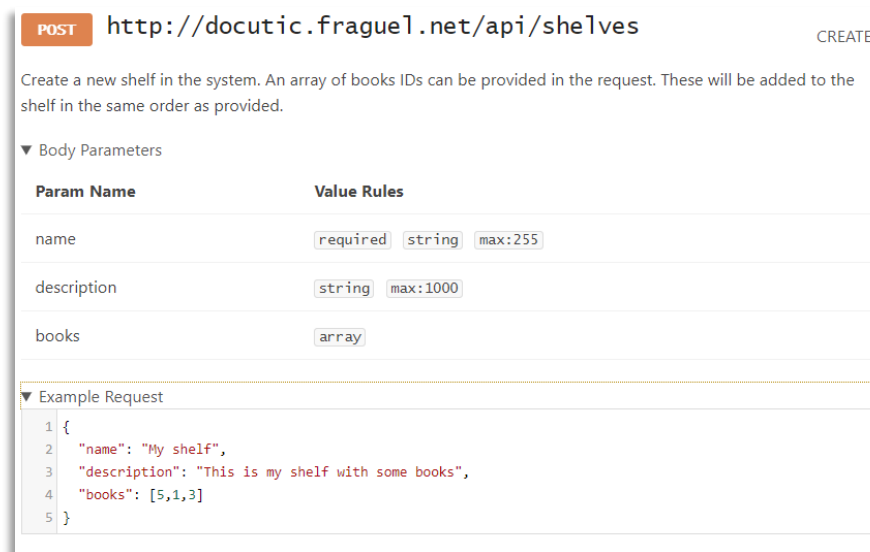 POST http://docutic.fraguel.net/api/shelves CREATE
Create a new shelf in the system. An array of books IDs can be provided in the request. These will be added to the
shelf in the same order as provided.
▼ Body Parameters
Param Name Value Rules
name required string max:255
description string max:1000
books array
▼ Example Request
1 {
2 "name": "My shelf",
3 "description": "This is my shelf with some books",
4 "books": [5,1,3]
5 }